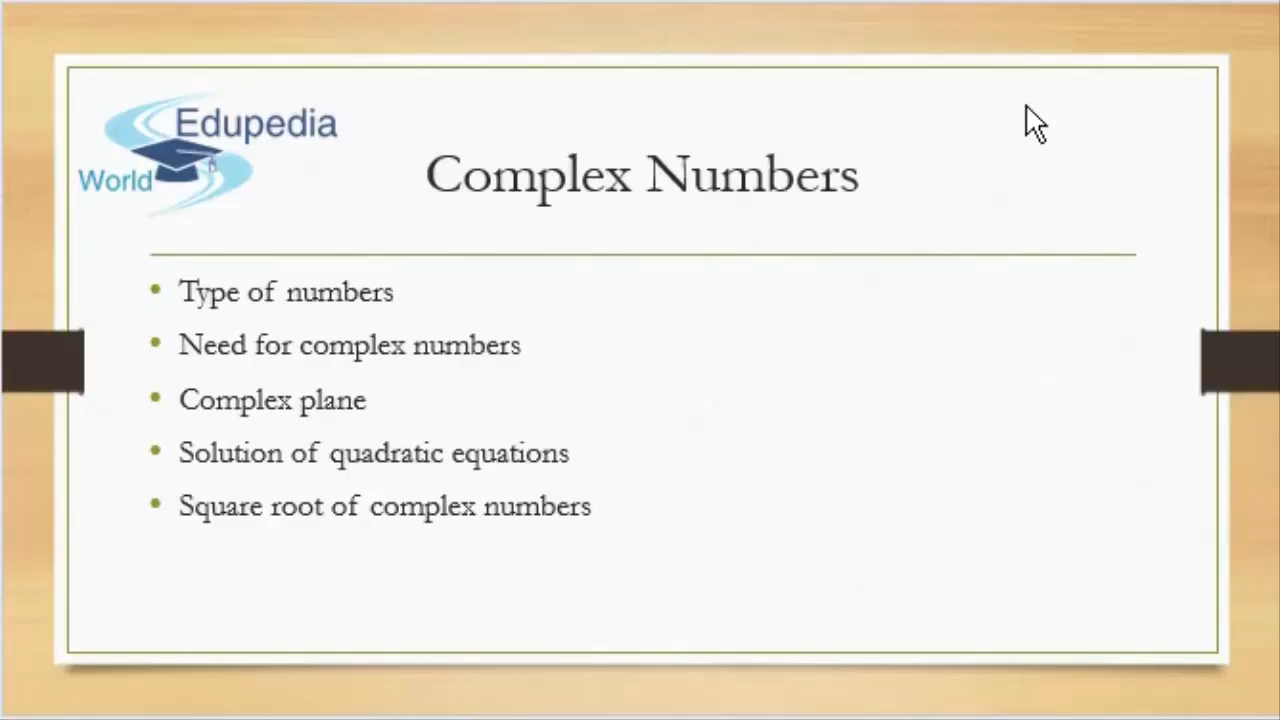 Edupedia
World
Complex Numbers
• Type of numbers
• Need for complex numbers
• Complex plane
• Solution of quadratic equations
• Square root of complex numbers